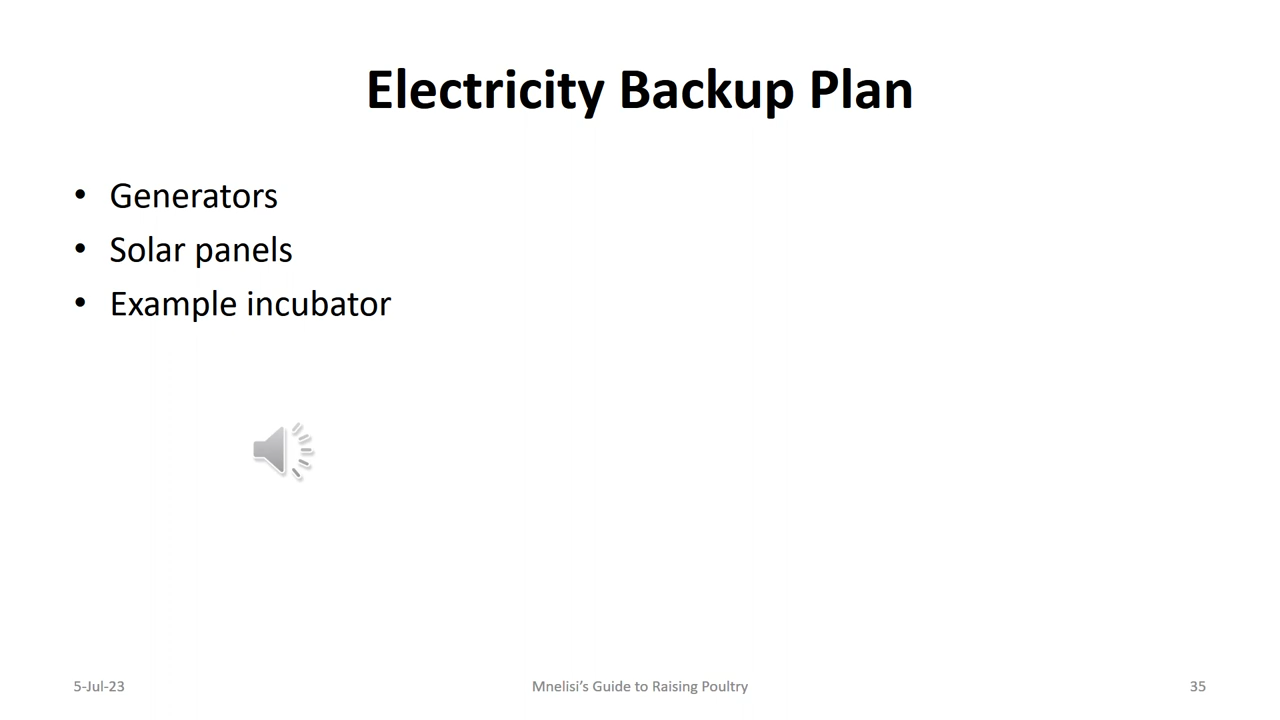 Electricity Backup Plan
• Generators
• Solar panels
• Example incubator
5-Jul-23
Mnelisi’s Guide to Raising Poultry
35